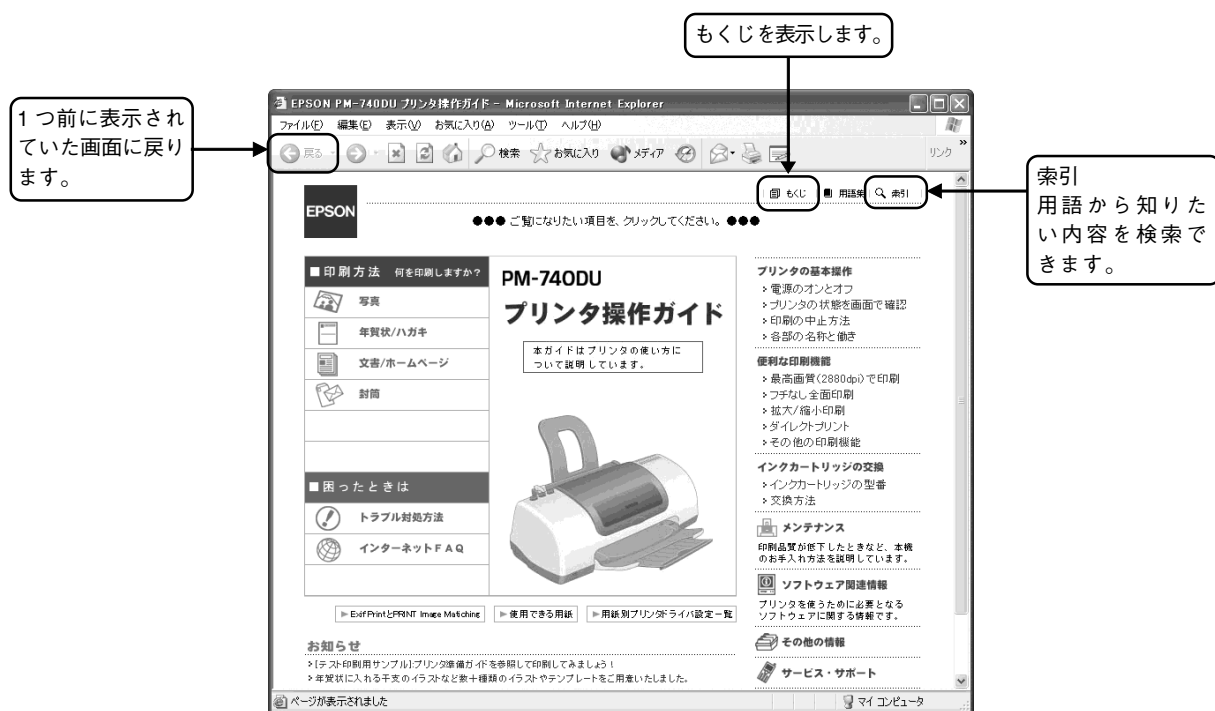 もくじを表示します。
1つ前に表示され
ていた画面に戻り
ます。
索引
用語から知りた
い内容を検索で
きます。
EPSON PM-740DU プリンタ操作ガイド - Microsoft Internet Explorer
ファイル(F) 編集(E) 表示(V) お気に入り(A) ツール(T) ヘルプ(H)
戻る 検索 お気に入り メディア リンク »
もくじ 用語集 索引
EPSON
●●● ご覧になりたい項目を、クリックしてください。 ●●●
■印刷方法 何を印刷しますか?
写真
年賀状/ハガキ
文書/ホームページ
封筒
■困ったときは
トラブル対処方法
インターネットFAQ
PM-740DU
プリンタ操作ガイド
本ガイドはプリンタの使い方に
ついて説明しています。
プリンタの基本操作
電源のオンとオフ
プリンタの状態を画面で確認
印刷の中止方法
各部の名称と働き
便利な印刷機能
最高画質(2880dpi)で印刷
フチなし全面印刷
拡大/縮小印刷
ダイレクトプリント
その他の印刷機能
インクカートリッジの交換
インクカートリッジの型番
交換方法
メンテナンス
印刷品質が低下したときなど、本機
のお手入れ方法を説明しています。
ソフトウェア関連情報
プリンタを使うために必要となる
ソフトウェアに関する情報です。
その他の情報
サービス・サポート
Exif PrintとPRINT Image Matching 使用できる用紙 用紙別プリンタドライバ設定一覧
お知らせ
[テスト印刷用サンプル]:プリンタ準備ガイドを参照して印刷してみましょう!
年賀状に入れる干支のイラストなど数十種類のイラストやテンプレートをご用意いたしました。
ページが表示されました マイ コンピュータ